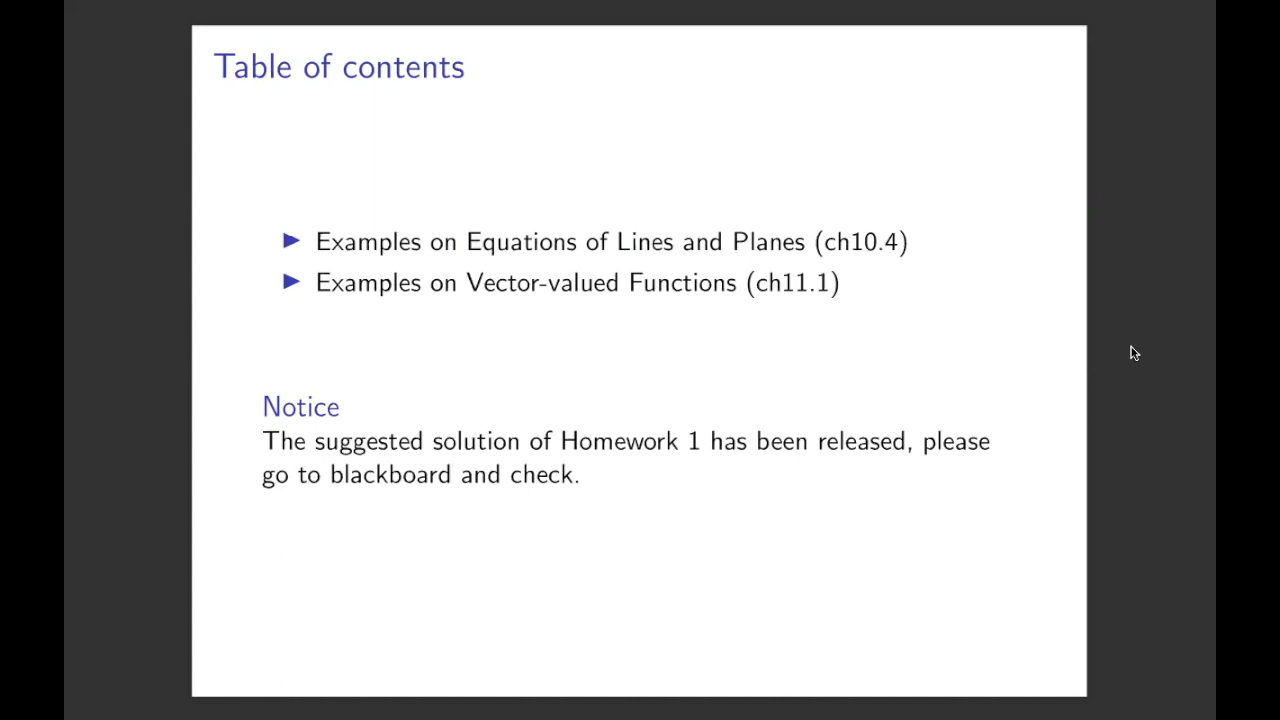 Table of contents
▶ Examples on Equations of Lines and Planes (ch10.4)
▶ Examples on Vector-valued Functions (ch11.1)
Notice
The suggested solution of Homework 1 has been released, please
go to blackboard and check.